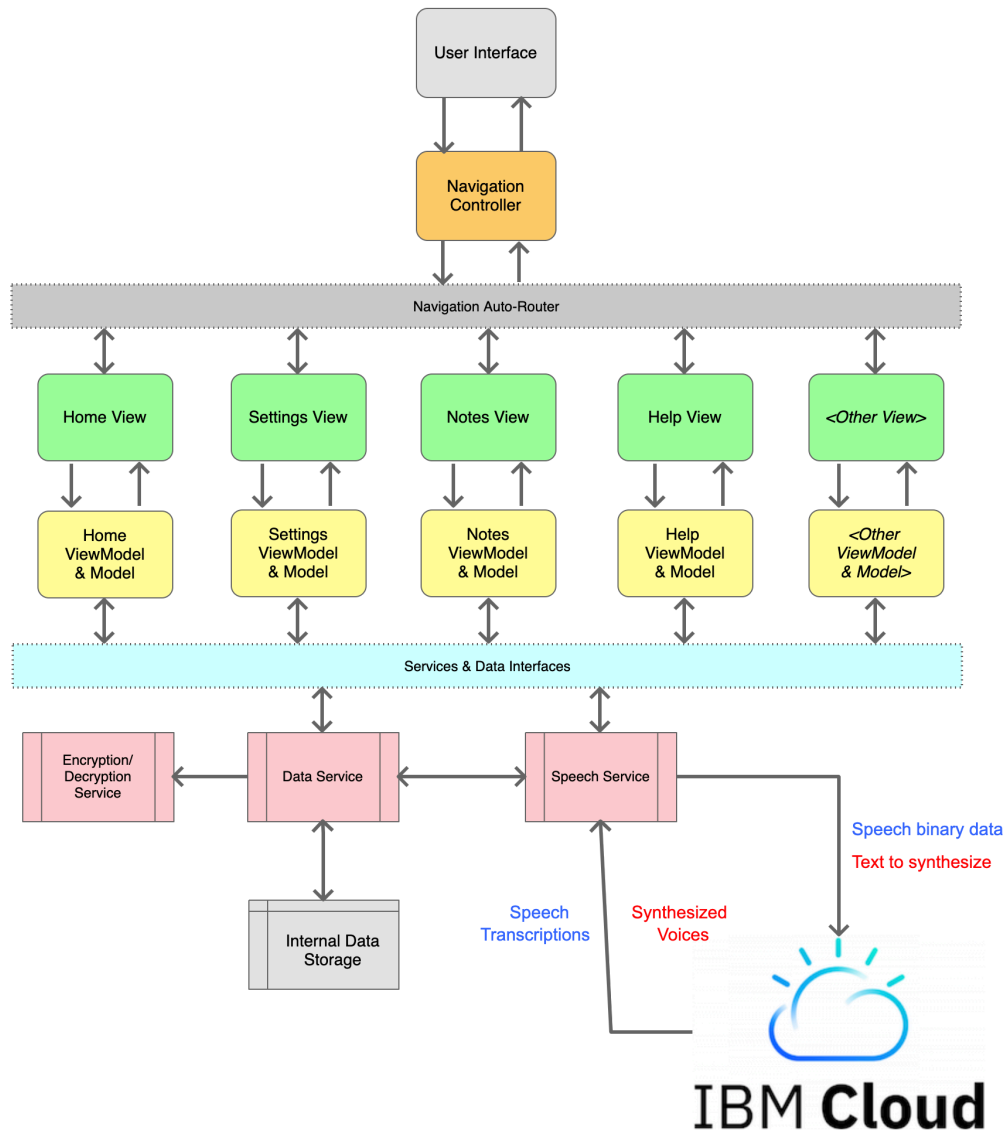 User Interface
Navigation
Controller
Navigation Auto-Router
Home View
Settings View
Notes View
Help View
<Other View>
Home
ViewModel
& Model
Settings
ViewModel
& Model
Notes
ViewModel
& Model
Help
ViewModel
& Model
<Other
ViewModel
& Model>
Services & Data Interfaces
Encryption/
Decryption
Service
Data Service
Speech Service
Speech binary data
Text to synthesize
Speech
Transcriptions
Synthesized
Voices
Internal Data
Storage
IBM Cloud